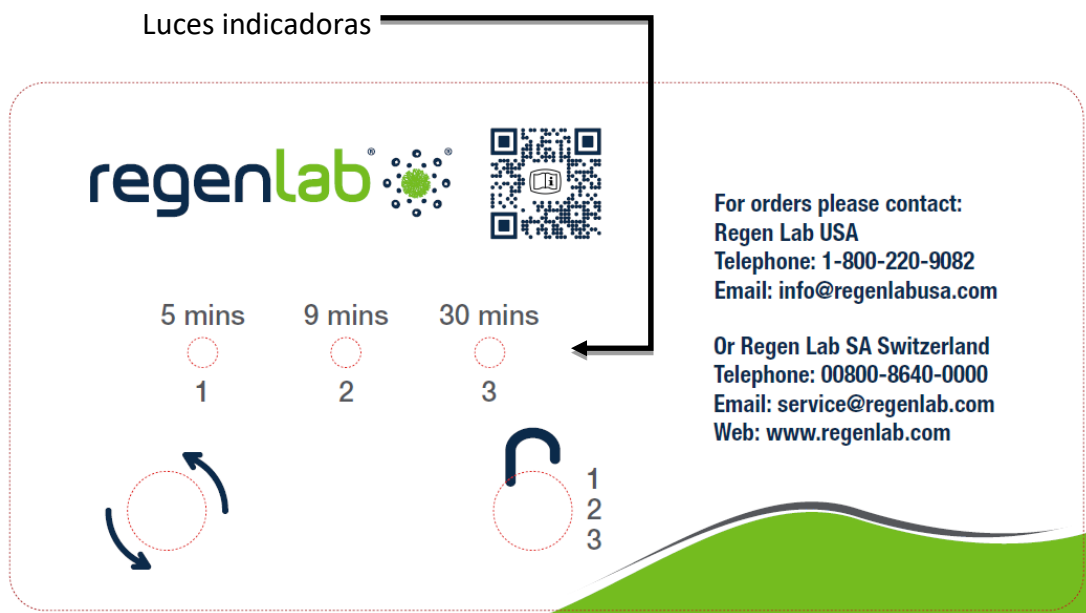 Luces indicadoras
regenlab® ®
5 mins 9 mins 30 mins
1 2 3
1
2
3
For orders please contact:
Regen Lab USA
Telephone: 1-800-220-9082
Email: info@regenlabusa.com
Or Regen Lab SA Switzerland
Telephone: 00800-8640-0000
Email: service@regenlab.com
Web: www.regenlab.com